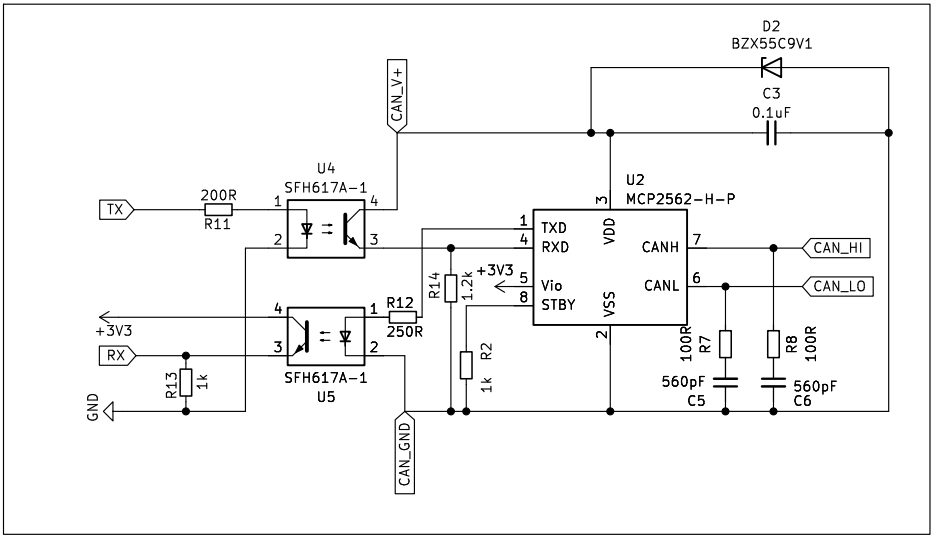 D2
BZX55C9V1
C3
0.1uF
CAN_V+
U4
SFH617A-1
200R
R11
TX
1
2
4
3
U2
MCP2562-H-P
3
VDD
1
TXD
4
RXD
5
Vio
8
STBY
CANH
7
CANL
6
VSS
2
CAN_HI
CAN_LO
+3V3
R14
1.2k
R12
250R
+3V3
4
3
1
2
SFH617A-1
U5
RX
R13
1k
GND
CAN_GND
R2
1k
100R
R7
R8
100R
560pF
C5
560pF
C6